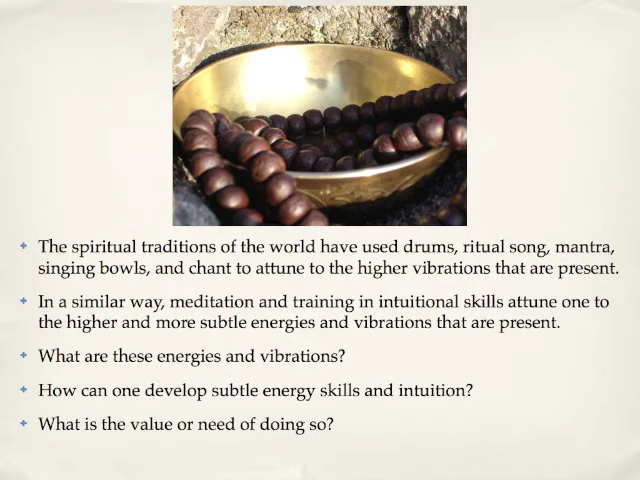 The spiritual traditions of the world have used drums, ritual song, mantra,
singing bowls, and chant to attune to the higher vibrations that are present.
In a similar way, meditation and training in intuitional skills attune one to
the higher and more subtle energies and vibrations that are present.
What are these energies and vibrations?
How can one develop subtle energy skills and intuition?
What is the value or need of doing so?